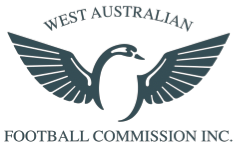 WEST AUSTRALIAN
FOOTBALL COMMISSION INC.